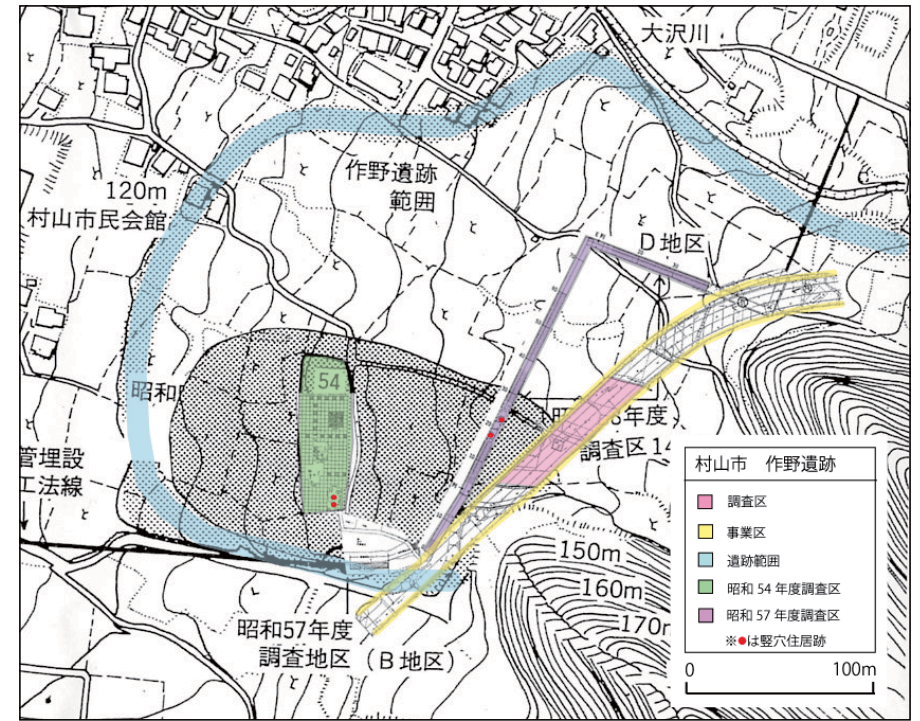 大沢川
作野遺跡
範囲
120m
村山市民会館
D地区
54
昭和
調査区14
管埋設
工法線
150m
160m
170m
昭和57年度
調査地区（B地区）
村山市　作野遺跡
調査区
事業区
遺跡範囲
昭和 54 年度調査区
昭和 57 年度調査区
※●は竪穴住居跡
0 100m